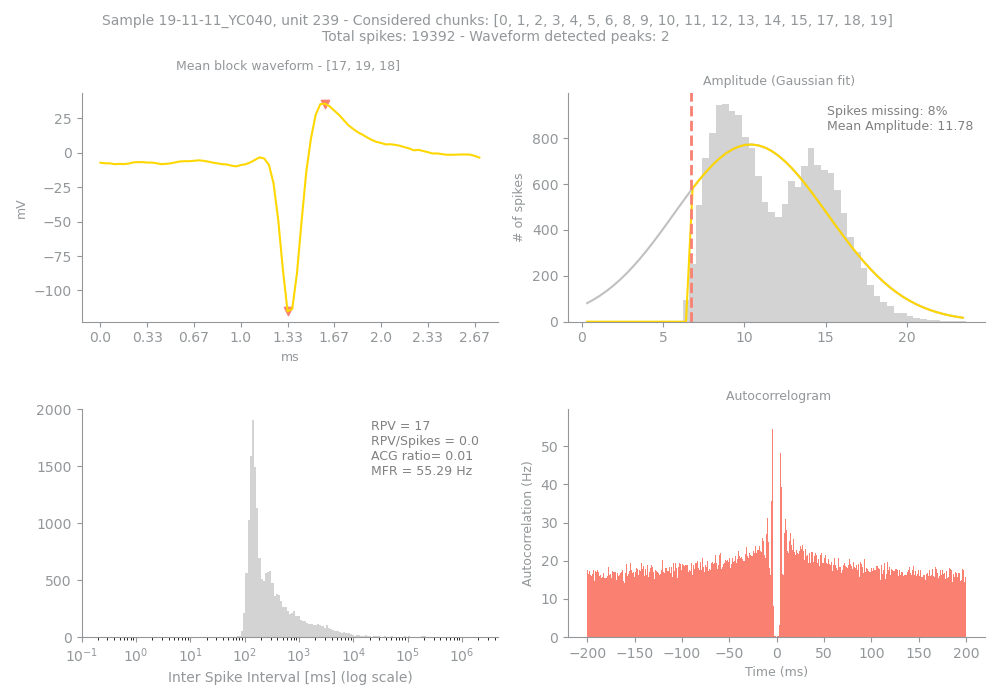 Sample 19-11-11_YC040, unit 239 - Considered chunks: [0, 1, 2, 3, 4, 5, 6, 8, 9, 10, 11, 12, 13, 14, 15, 17, 18, 19]
Total spikes: 19392 - Waveform detected peaks: 2
Mean block waveform - [17, 19, 18]
25
0
−25
−50
−75
−100
mV
0.0 0.33 0.67 1.0 1.33 1.67 2.0 2.33 2.67
ms
Amplitude (Gaussian fit)
Spikes missing: 8%
Mean Amplitude: 11.78
800
600
400
200
0
# of spikes
0 5 10 15 20
2000
1500
1000
500
0
RPV = 17
RPV/Spikes = 0.0
ACG ratio= 0.01
MFR = 55.29 Hz
10⁻¹ 10⁰ 10¹ 10² 10³ 10⁴ 10⁵ 10⁶
Inter Spike Interval [ms] (log scale)
Autocorrelogram
50
40
30
20
10
0
Autocorrelation (Hz)
−200 −150 −100 −50 0 50 100 150 200
Time (ms)